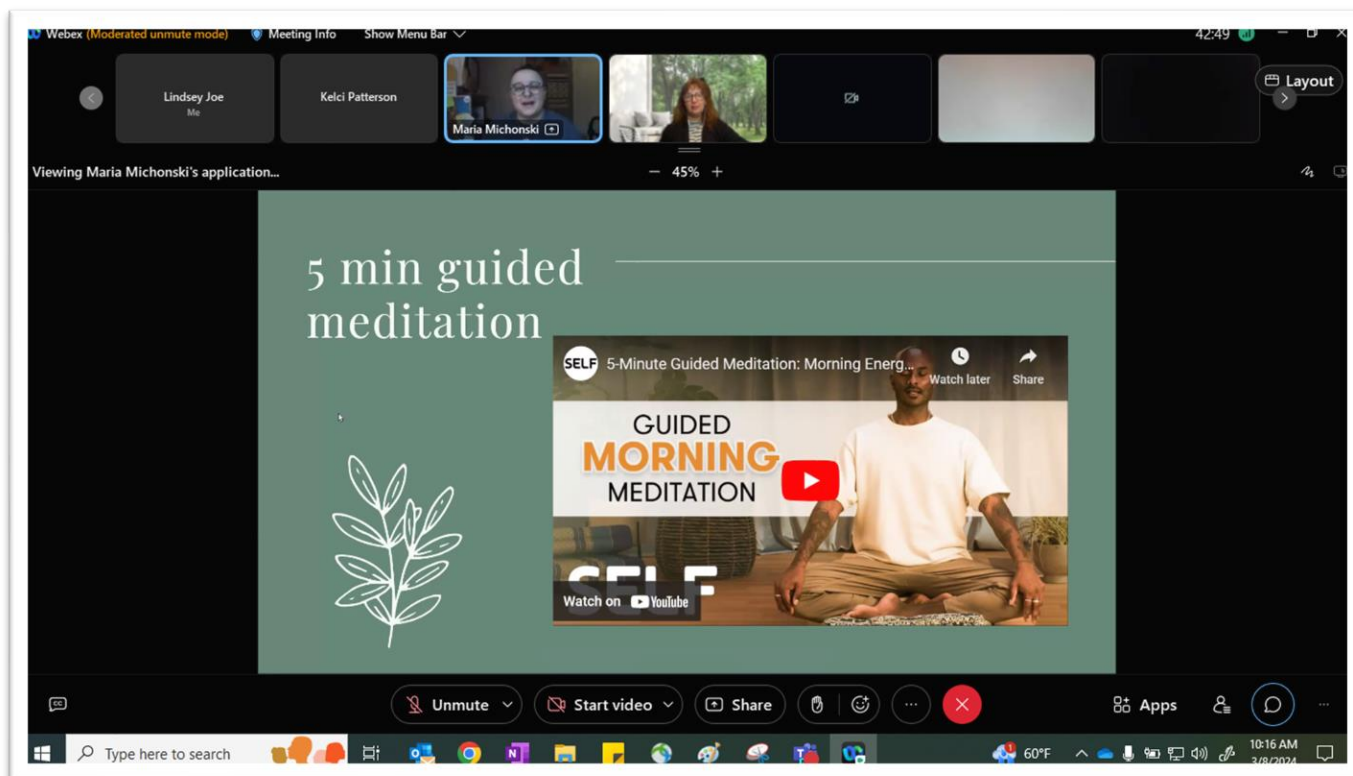 Webex (Moderated unmute mode) Meeting Info Show Menu Bar 42:49
Lindsey Joe
Me
Kelci Patterson
Maria Michonski
Layout
Viewing Maria Michonski's application... 45%
5 min guided
meditation
SELF 5-Minute Guided Meditation: Morning Energ...
Watch later Share
GUIDED
MORNING
MEDITATION
SELF
Watch on YouTube
CC Unmute Start video Share Apps
Type here to search 60°F 10:16 AM
3/8/2024